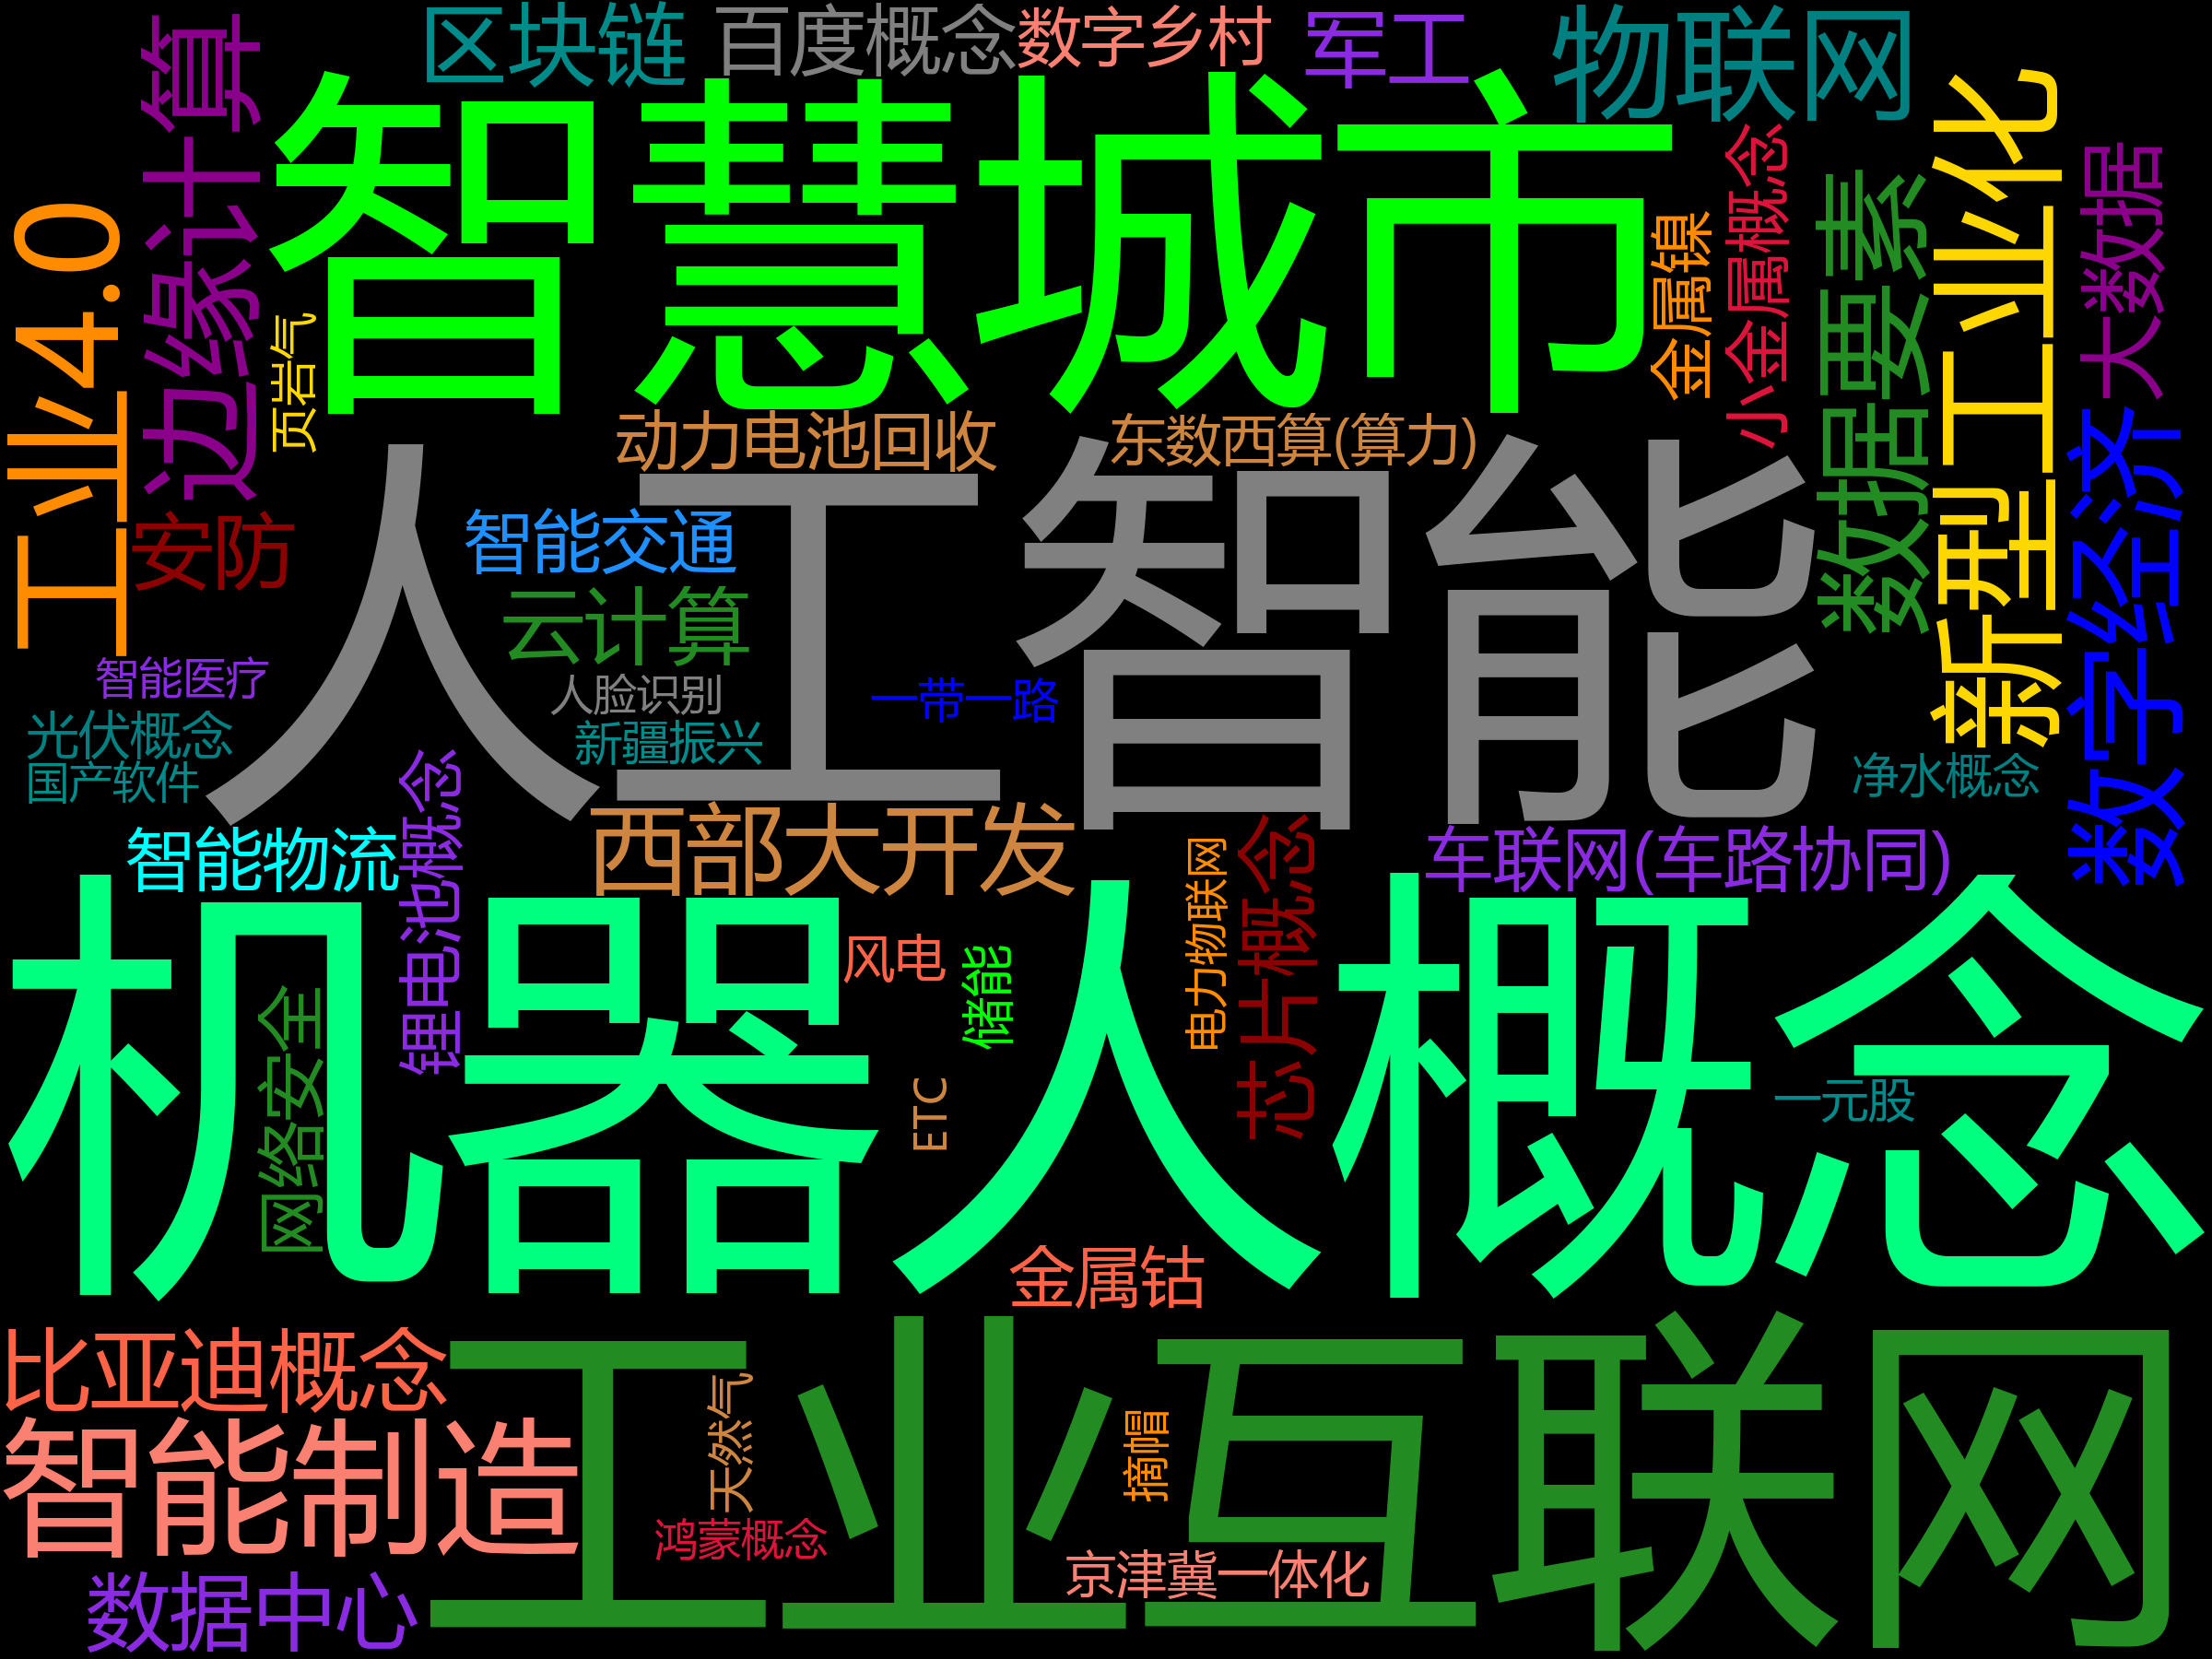 区块链
百度概念
数字乡村
军工
物联网
智慧城市
边缘计算
工业4.0
页岩气
金属镍
小金属概念
数据要素
新型工业化
大数据
数字经济
动力电池回收
东数西算(算力)
安防
智能交通
人工智能
云计算
智能医疗
人脸识别
一带一路
光伏概念
新疆振兴
国产软件
净水概念
智能物流
锂电池概念
西部大开发
电力物联网
芯片概念
车联网(车路协同)
机器人概念
风电
储能
网络安全
ETC
一元股
金属钴
比亚迪概念
工业互联网
天然气
摘帽
智能制造
鸿蒙概念
京津冀一体化
数据中心